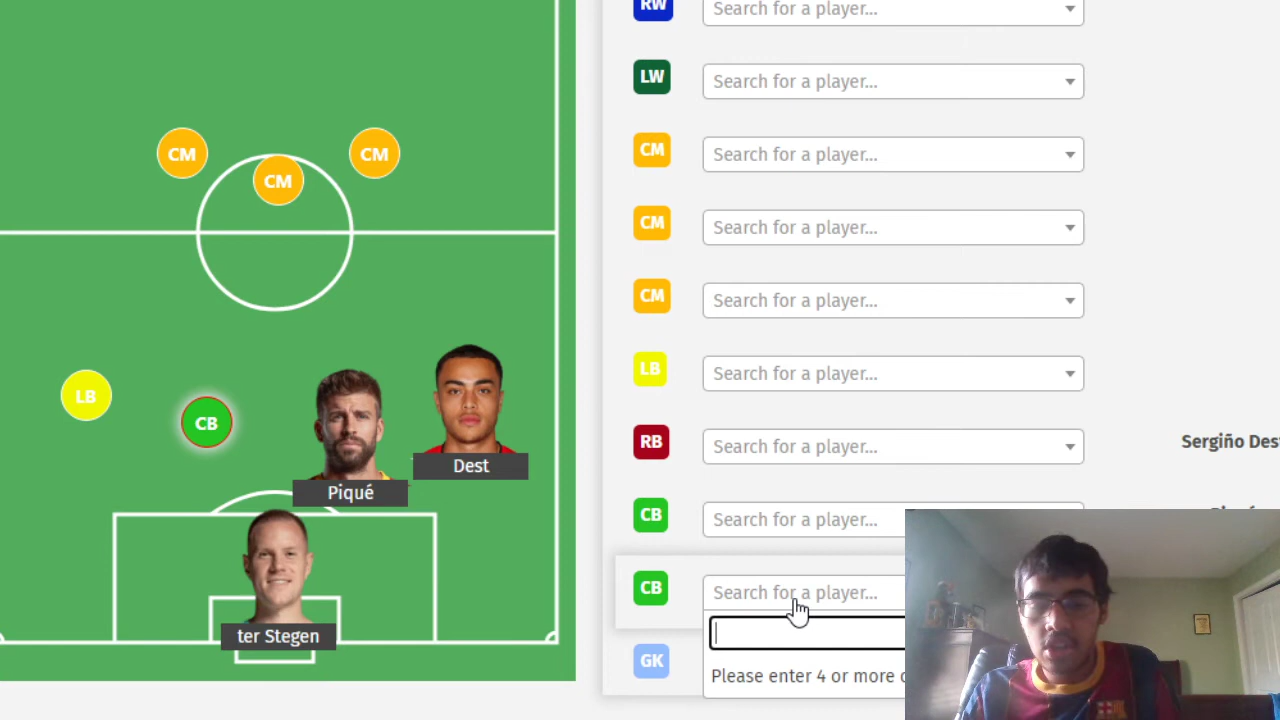 RW Search for a player...
LW Search for a player...
CM Search for a player...
CM Search for a player...
CM Search for a player...
LB Search for a player...
RB Search for a player...
CB Search for a player...
CB Search for a player...
Please enter 4 or more
GK
CM
CM
CM
LB
CB
Dest
Piqué
ter Stegen
Sergiño Dest